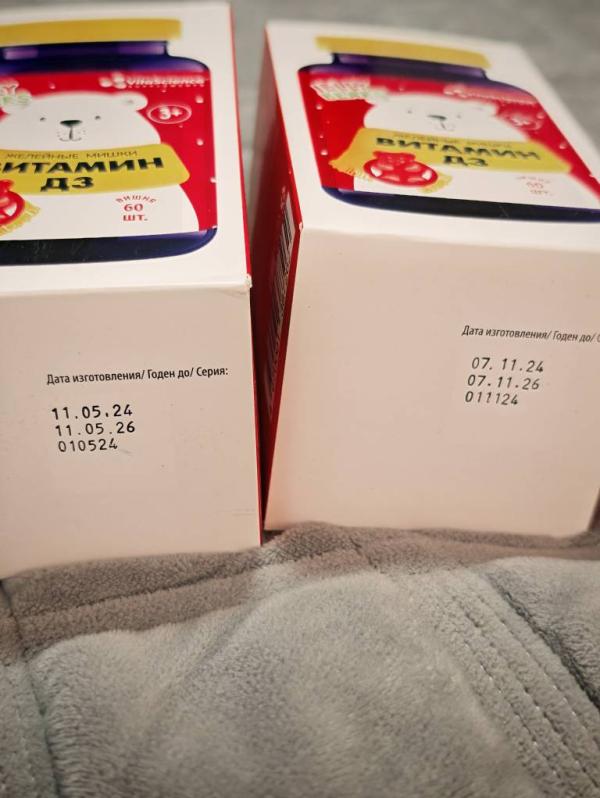 VitaScience
3+
ЖЕЛЕЙНЫЕ МИШКИ
ВИТАМИН
Д3
ВИШНЯ
60
ШТ.
Дата изготовления/ Годен до/ Серия:
11.05.24
11.05.26
010524
3+
ВИТАМИН
Д3
60
ШТ.
Дата изготовления/ Годен до/
07.11.24
07.11.26
011124